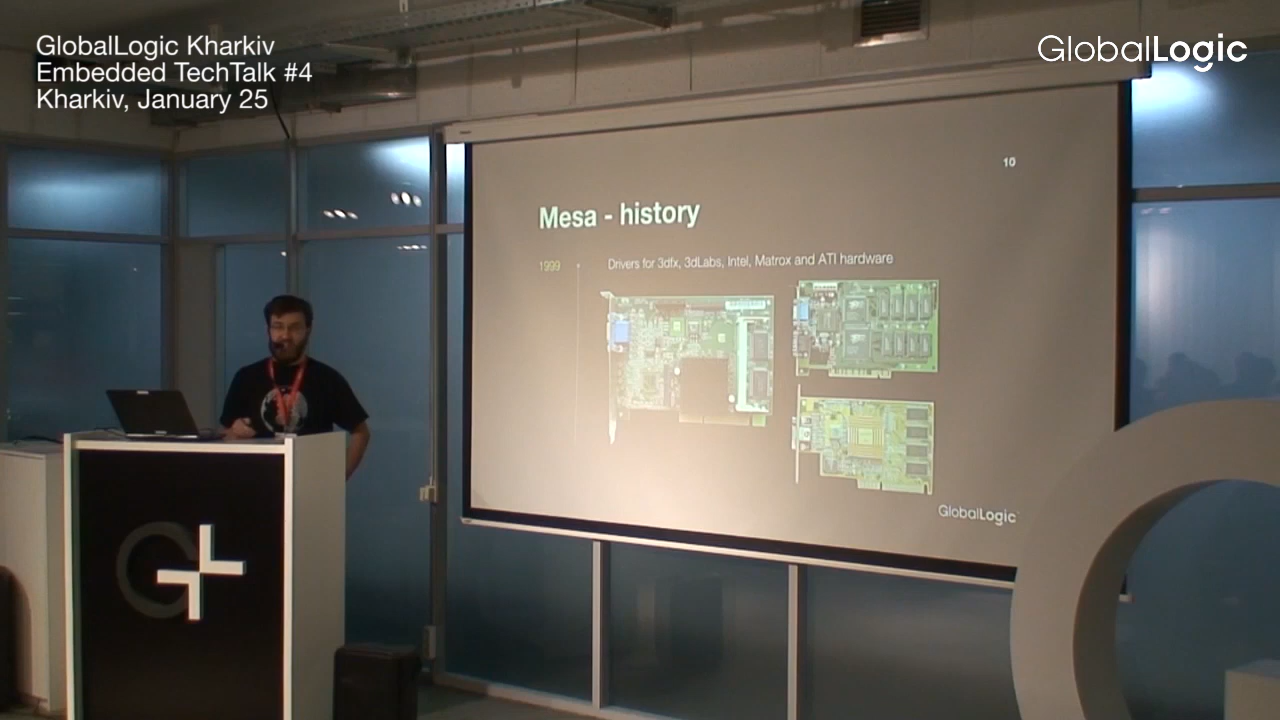 GlobalLogic Kharkiv
Embedded TechTalk #4
Kharkiv, January 25
GlobalLogic
10
Mesa - history
1999
Drivers for 3dfx, 3dLabs, Intel, Matrox and ATI hardware
GlobalLogic
GL